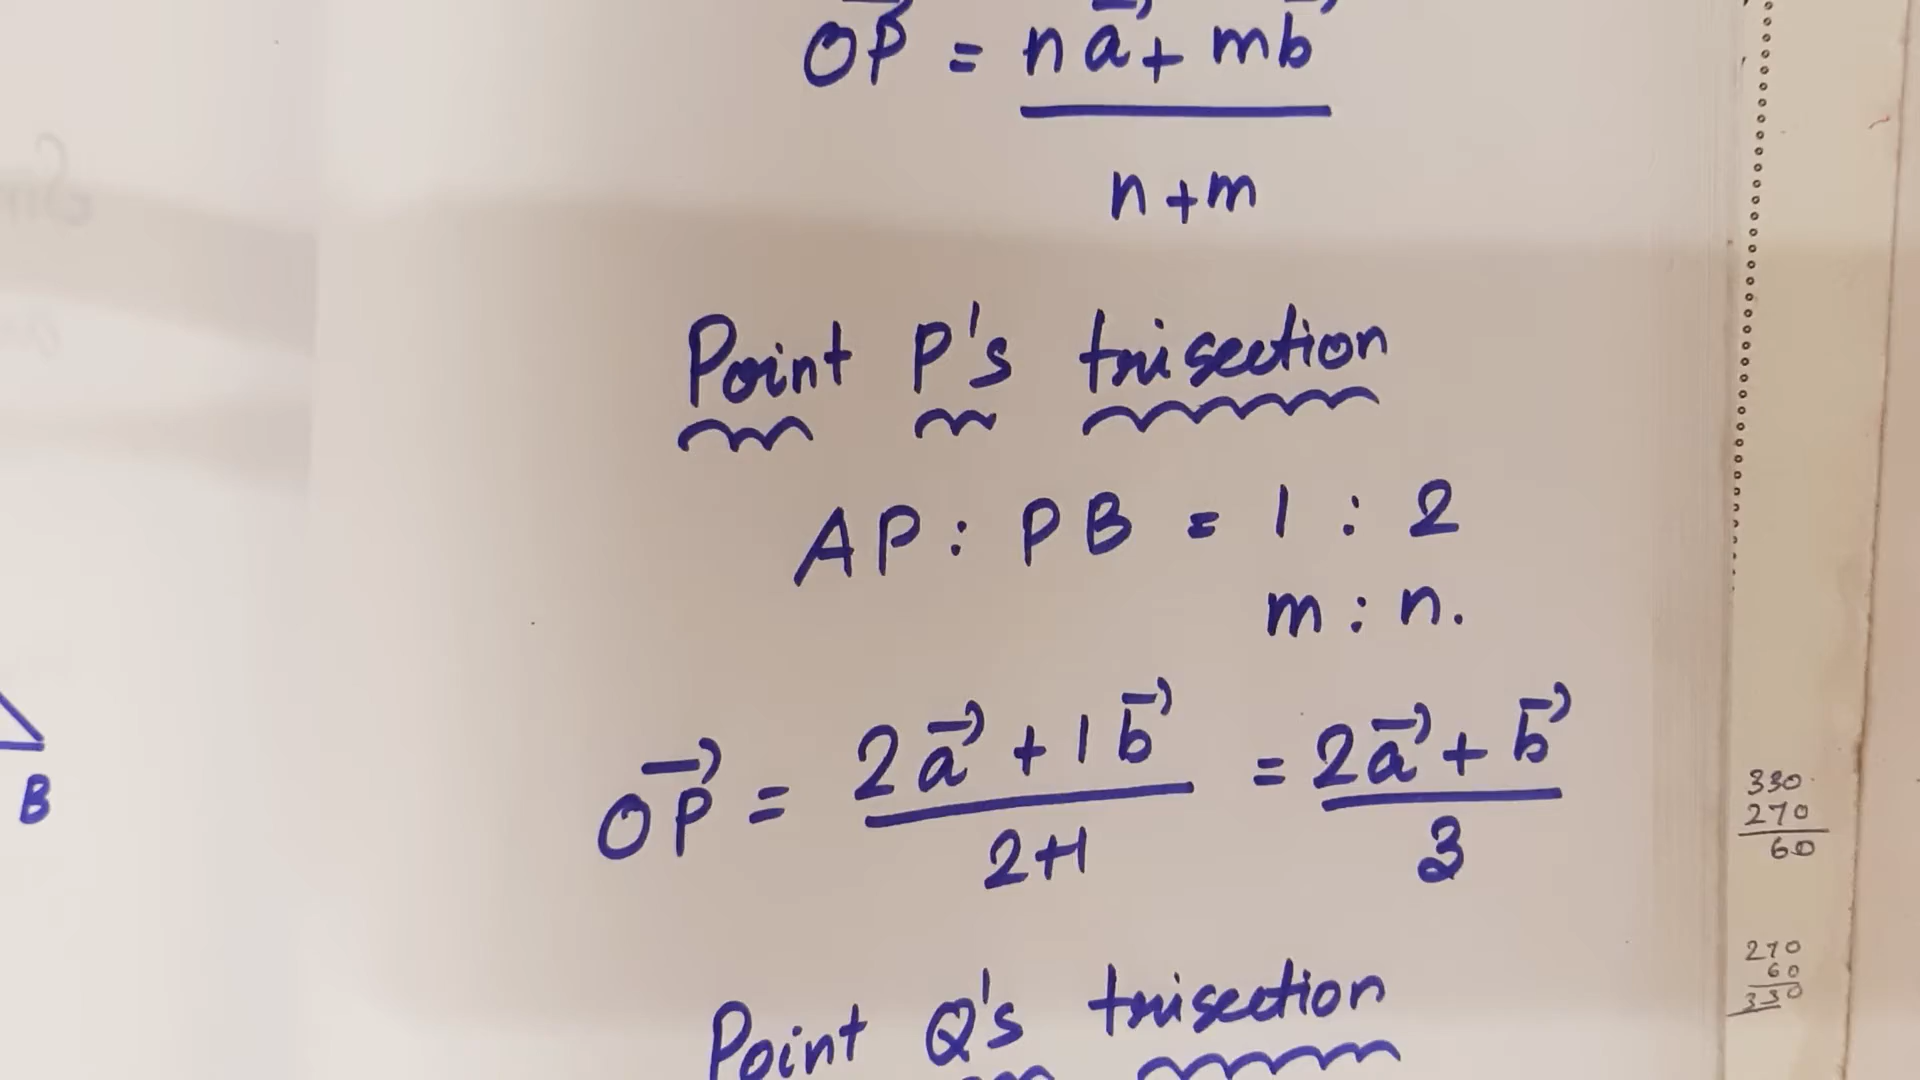 OP⃗ = na⃗ + mb⃗
n+m
Point P's trisection
AP : PB = 1 : 2
m : n.
OP⃗ = 2a⃗ + 1b⃗ = 2a⃗ + b⃗
2+1 3
B
Point Q's trisection
330
270
60
270
60
330